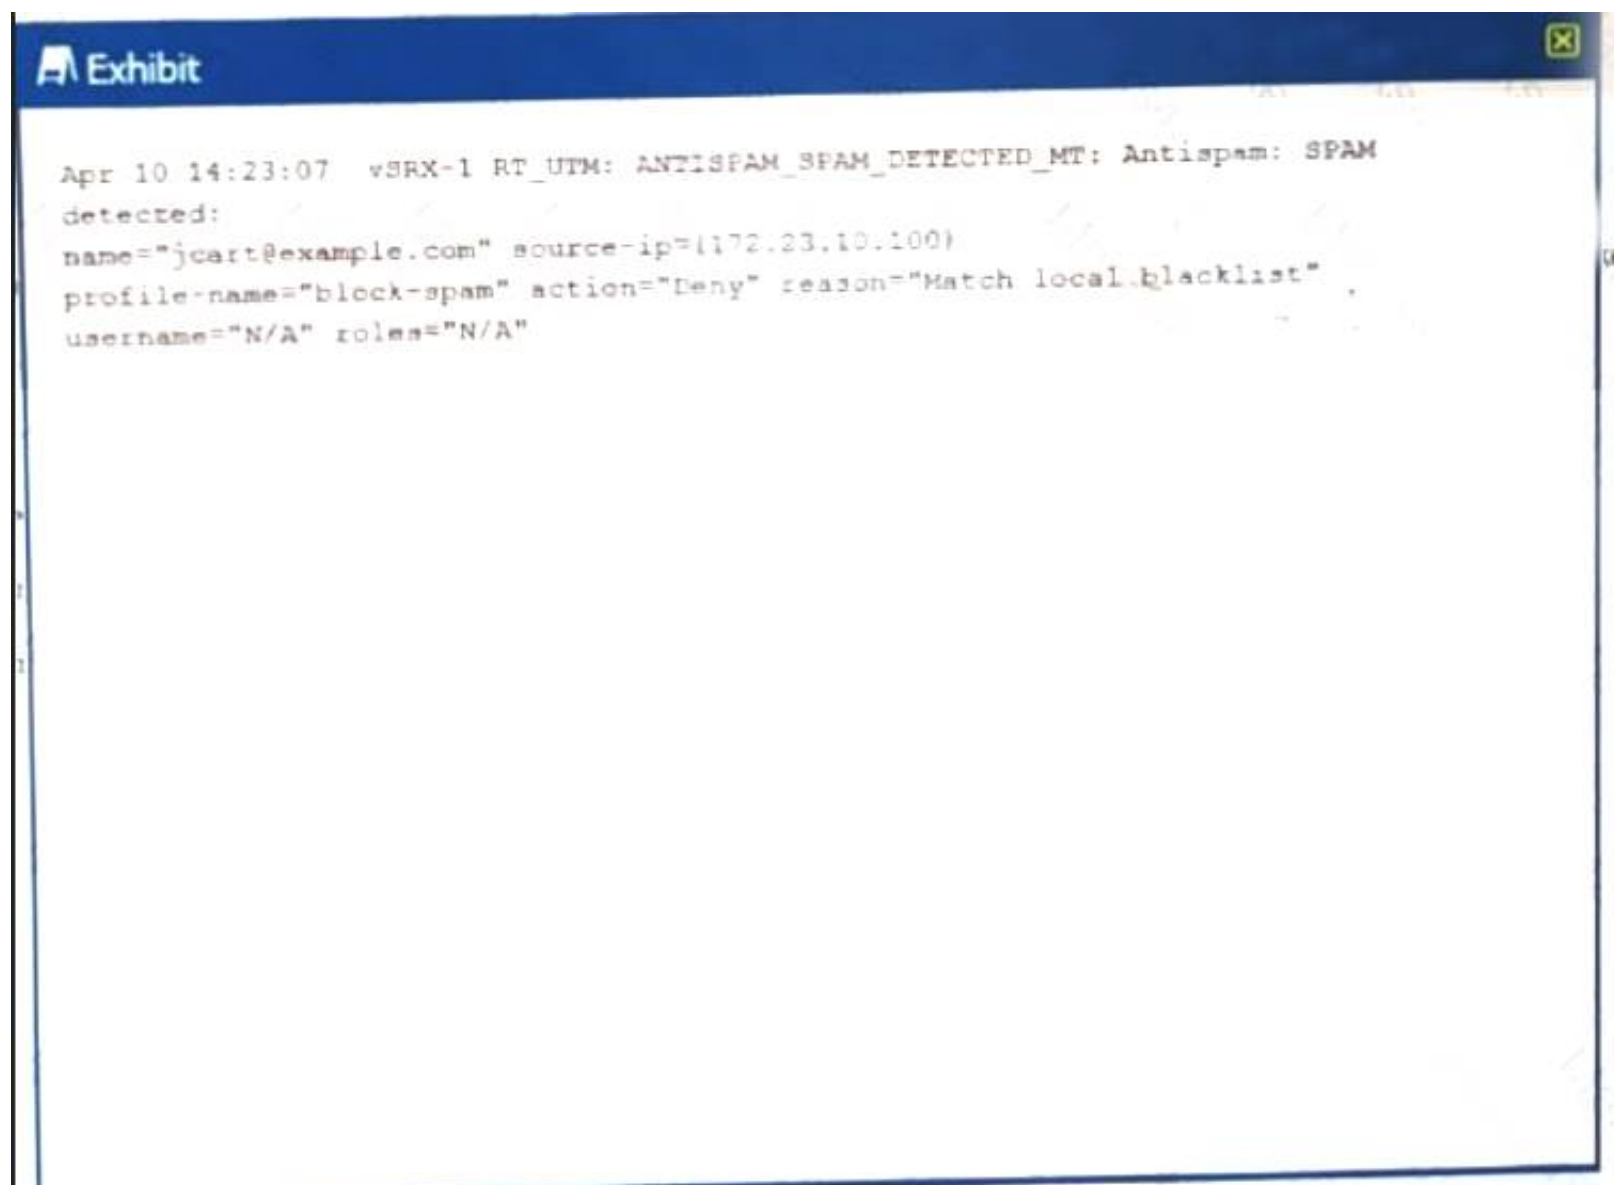 Exhibit
Apr 10 14:23:07 vSRX-1 RT_UTM: ANTISPAM_SPAM_DETECTED_MT: Antispam: SPAM
detected:
name="jcart@example.com" source-ip=(172.23.10.100)
profile-name="block-spam" action="Deny" reason="Match local blacklist"
username="N/A" roles="N/A"